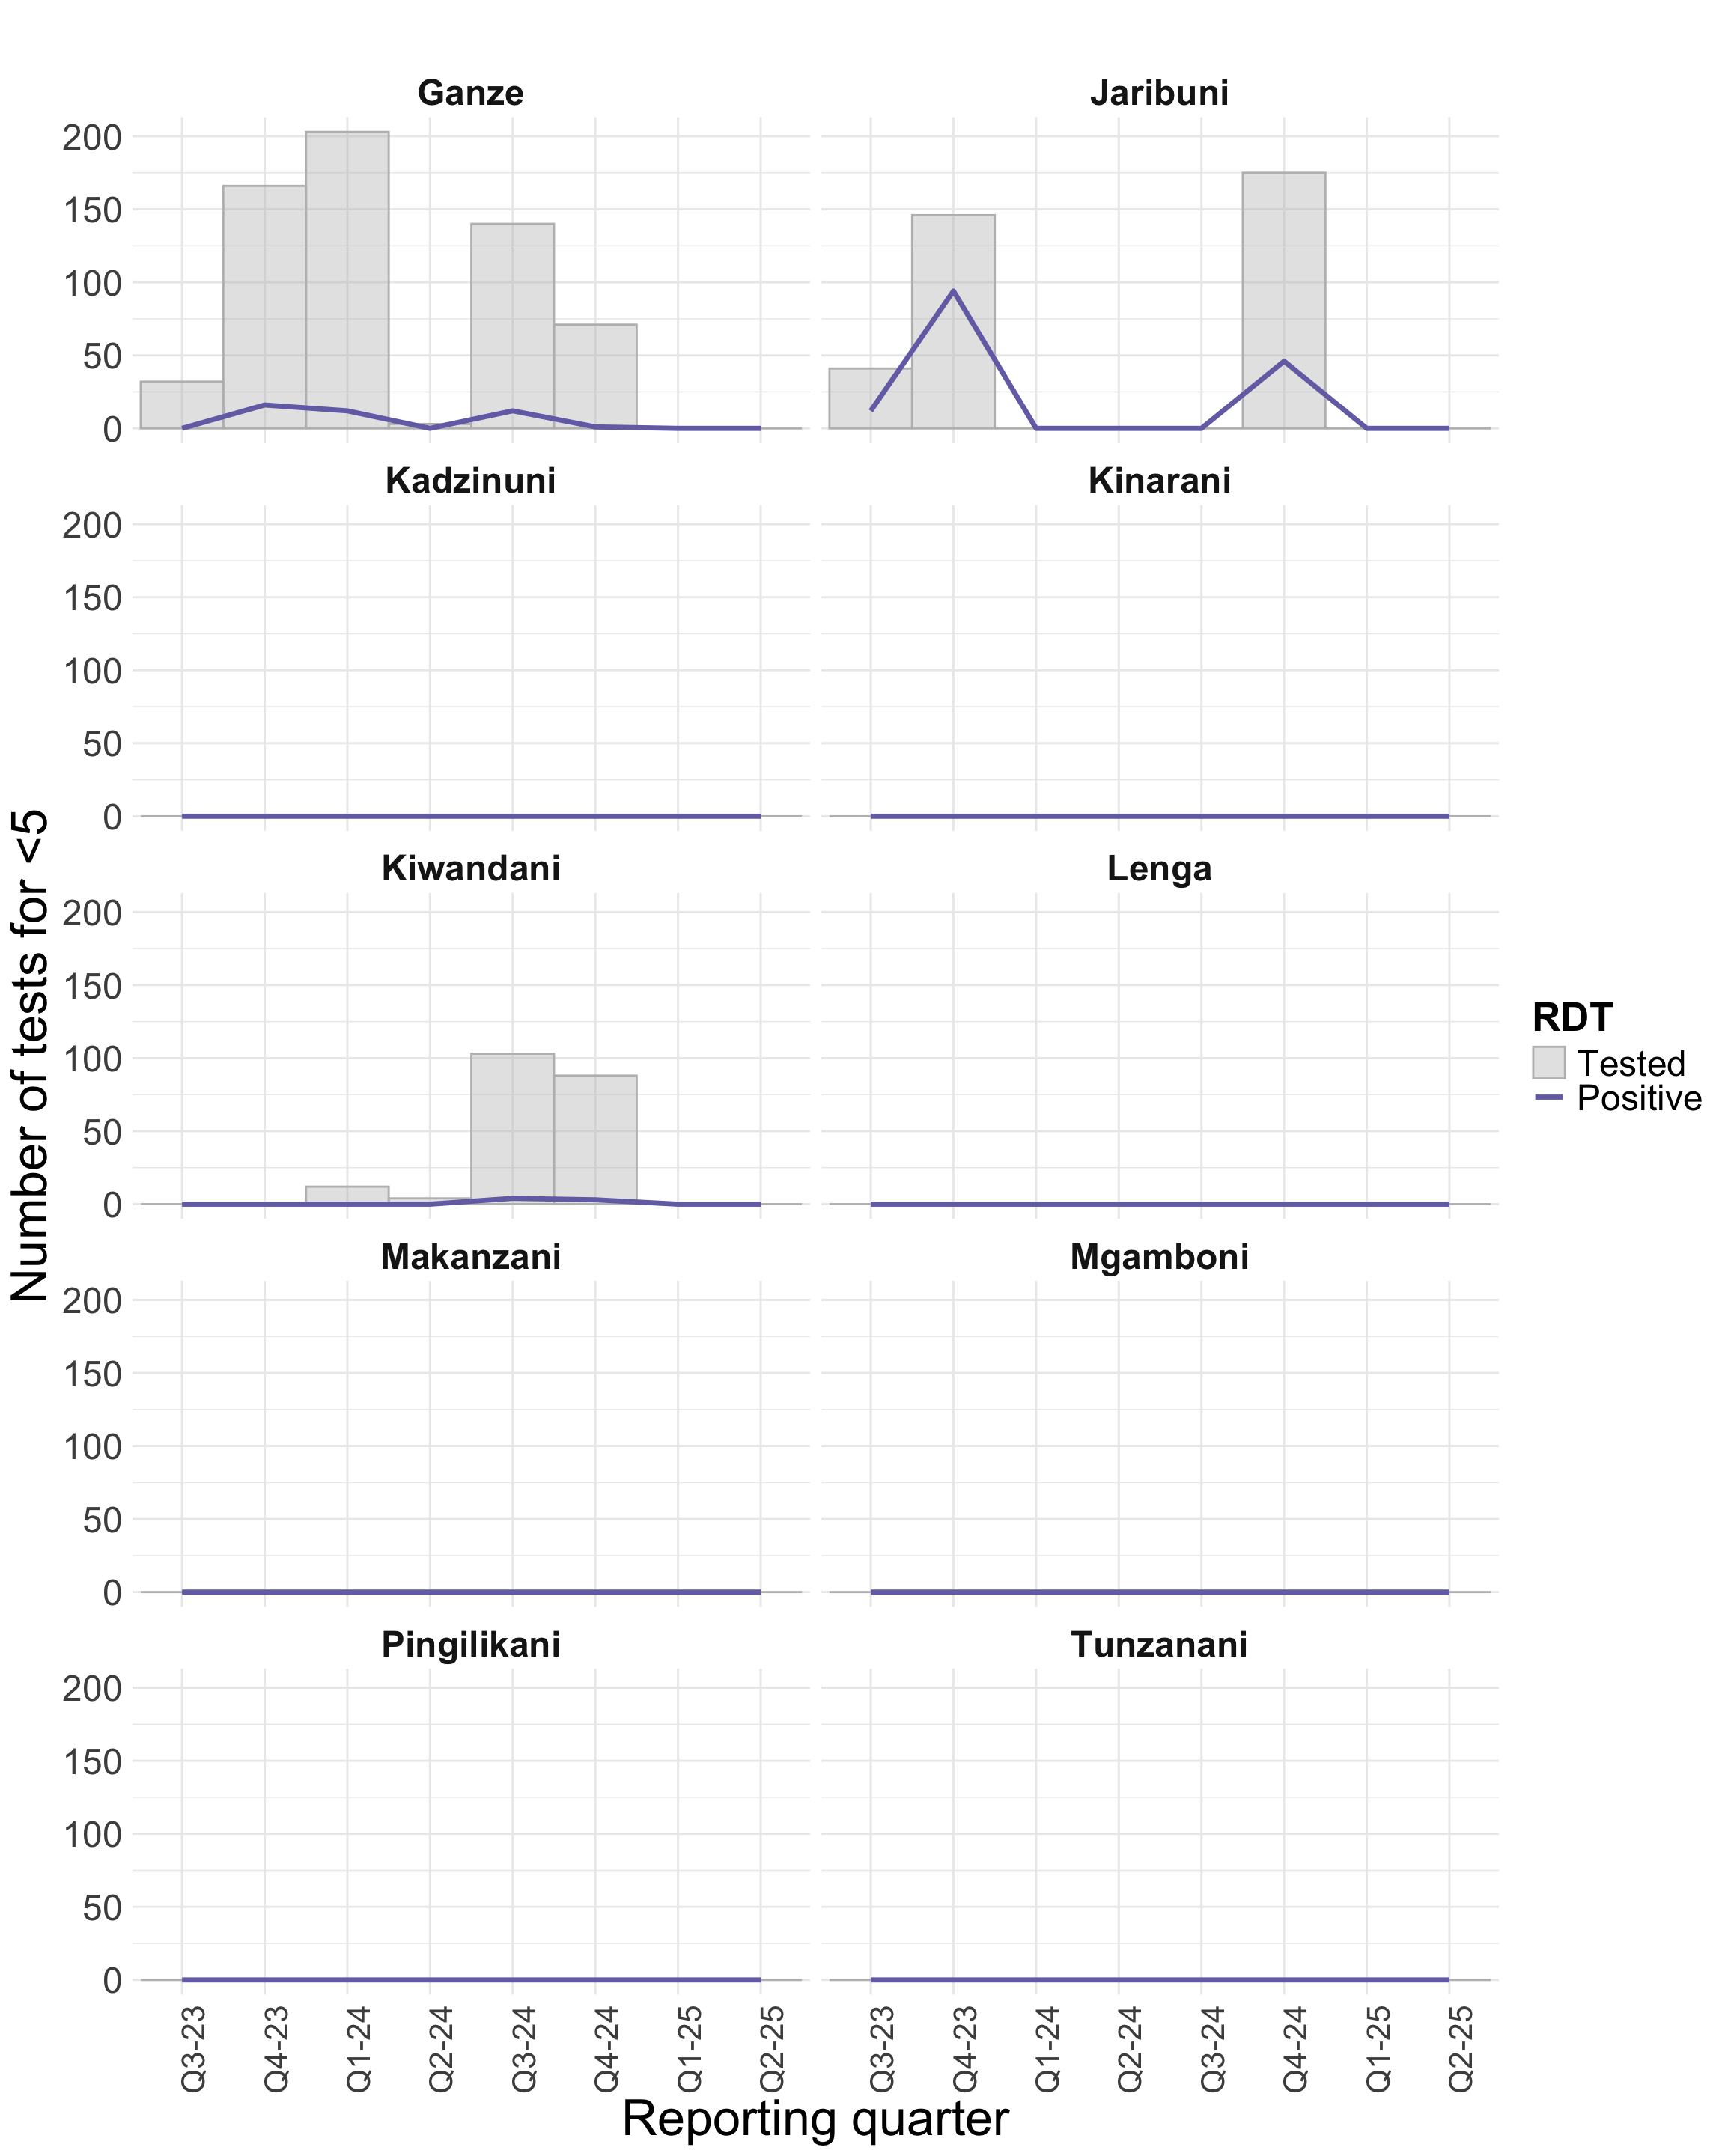 Ganze
Jaribuni
200
150
100
50
0
Kadzinuni
Kinarani
200
150
100
50
0
Kiwandani
Lenga
200
150
100
50
0
Makanzani
Mgamboni
200
150
100
50
0
Pingilikani
Tunzanani
200
150
100
50
0
Q3-23
Q4-23
Q1-24
Q2-24
Q3-24
Q4-24
Q1-25
Q2-25
Q3-23
Q4-23
Q1-24
Q2-24
Q3-24
Q4-24
Q1-25
Q2-25
Reporting quarter
Number of tests for <5
RDT
Tested
Positive